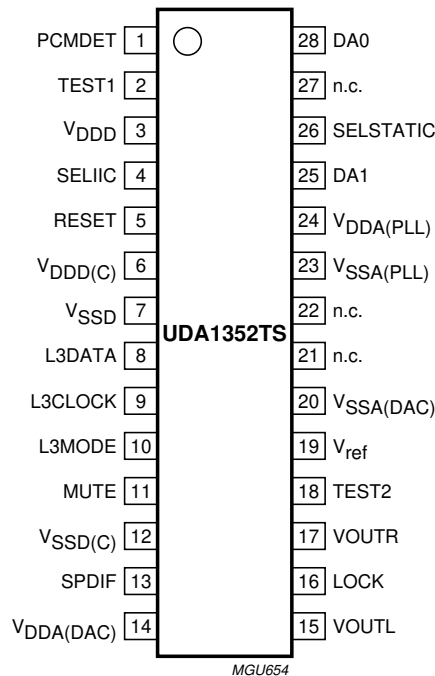 PCMDET 1
TEST1 2
VDDD 3
SELIIC 4
RESET 5
VDDD(C) 6
VSSD 7
L3DATA 8
L3CLOCK 9
L3MODE 10
MUTE 11
VSSD(C) 12
SPDIF 13
VDDA(DAC) 14
UDA1352TS
28 DA0
27 n.c.
26 SELSTATIC
25 DA1
24 VDDA(PLL)
23 VSSA(PLL)
22 n.c.
21 n.c.
20 VSSA(DAC)
19 Vref
18 TEST2
17 VOUTR
16 LOCK
15 VOUTL
MGU654